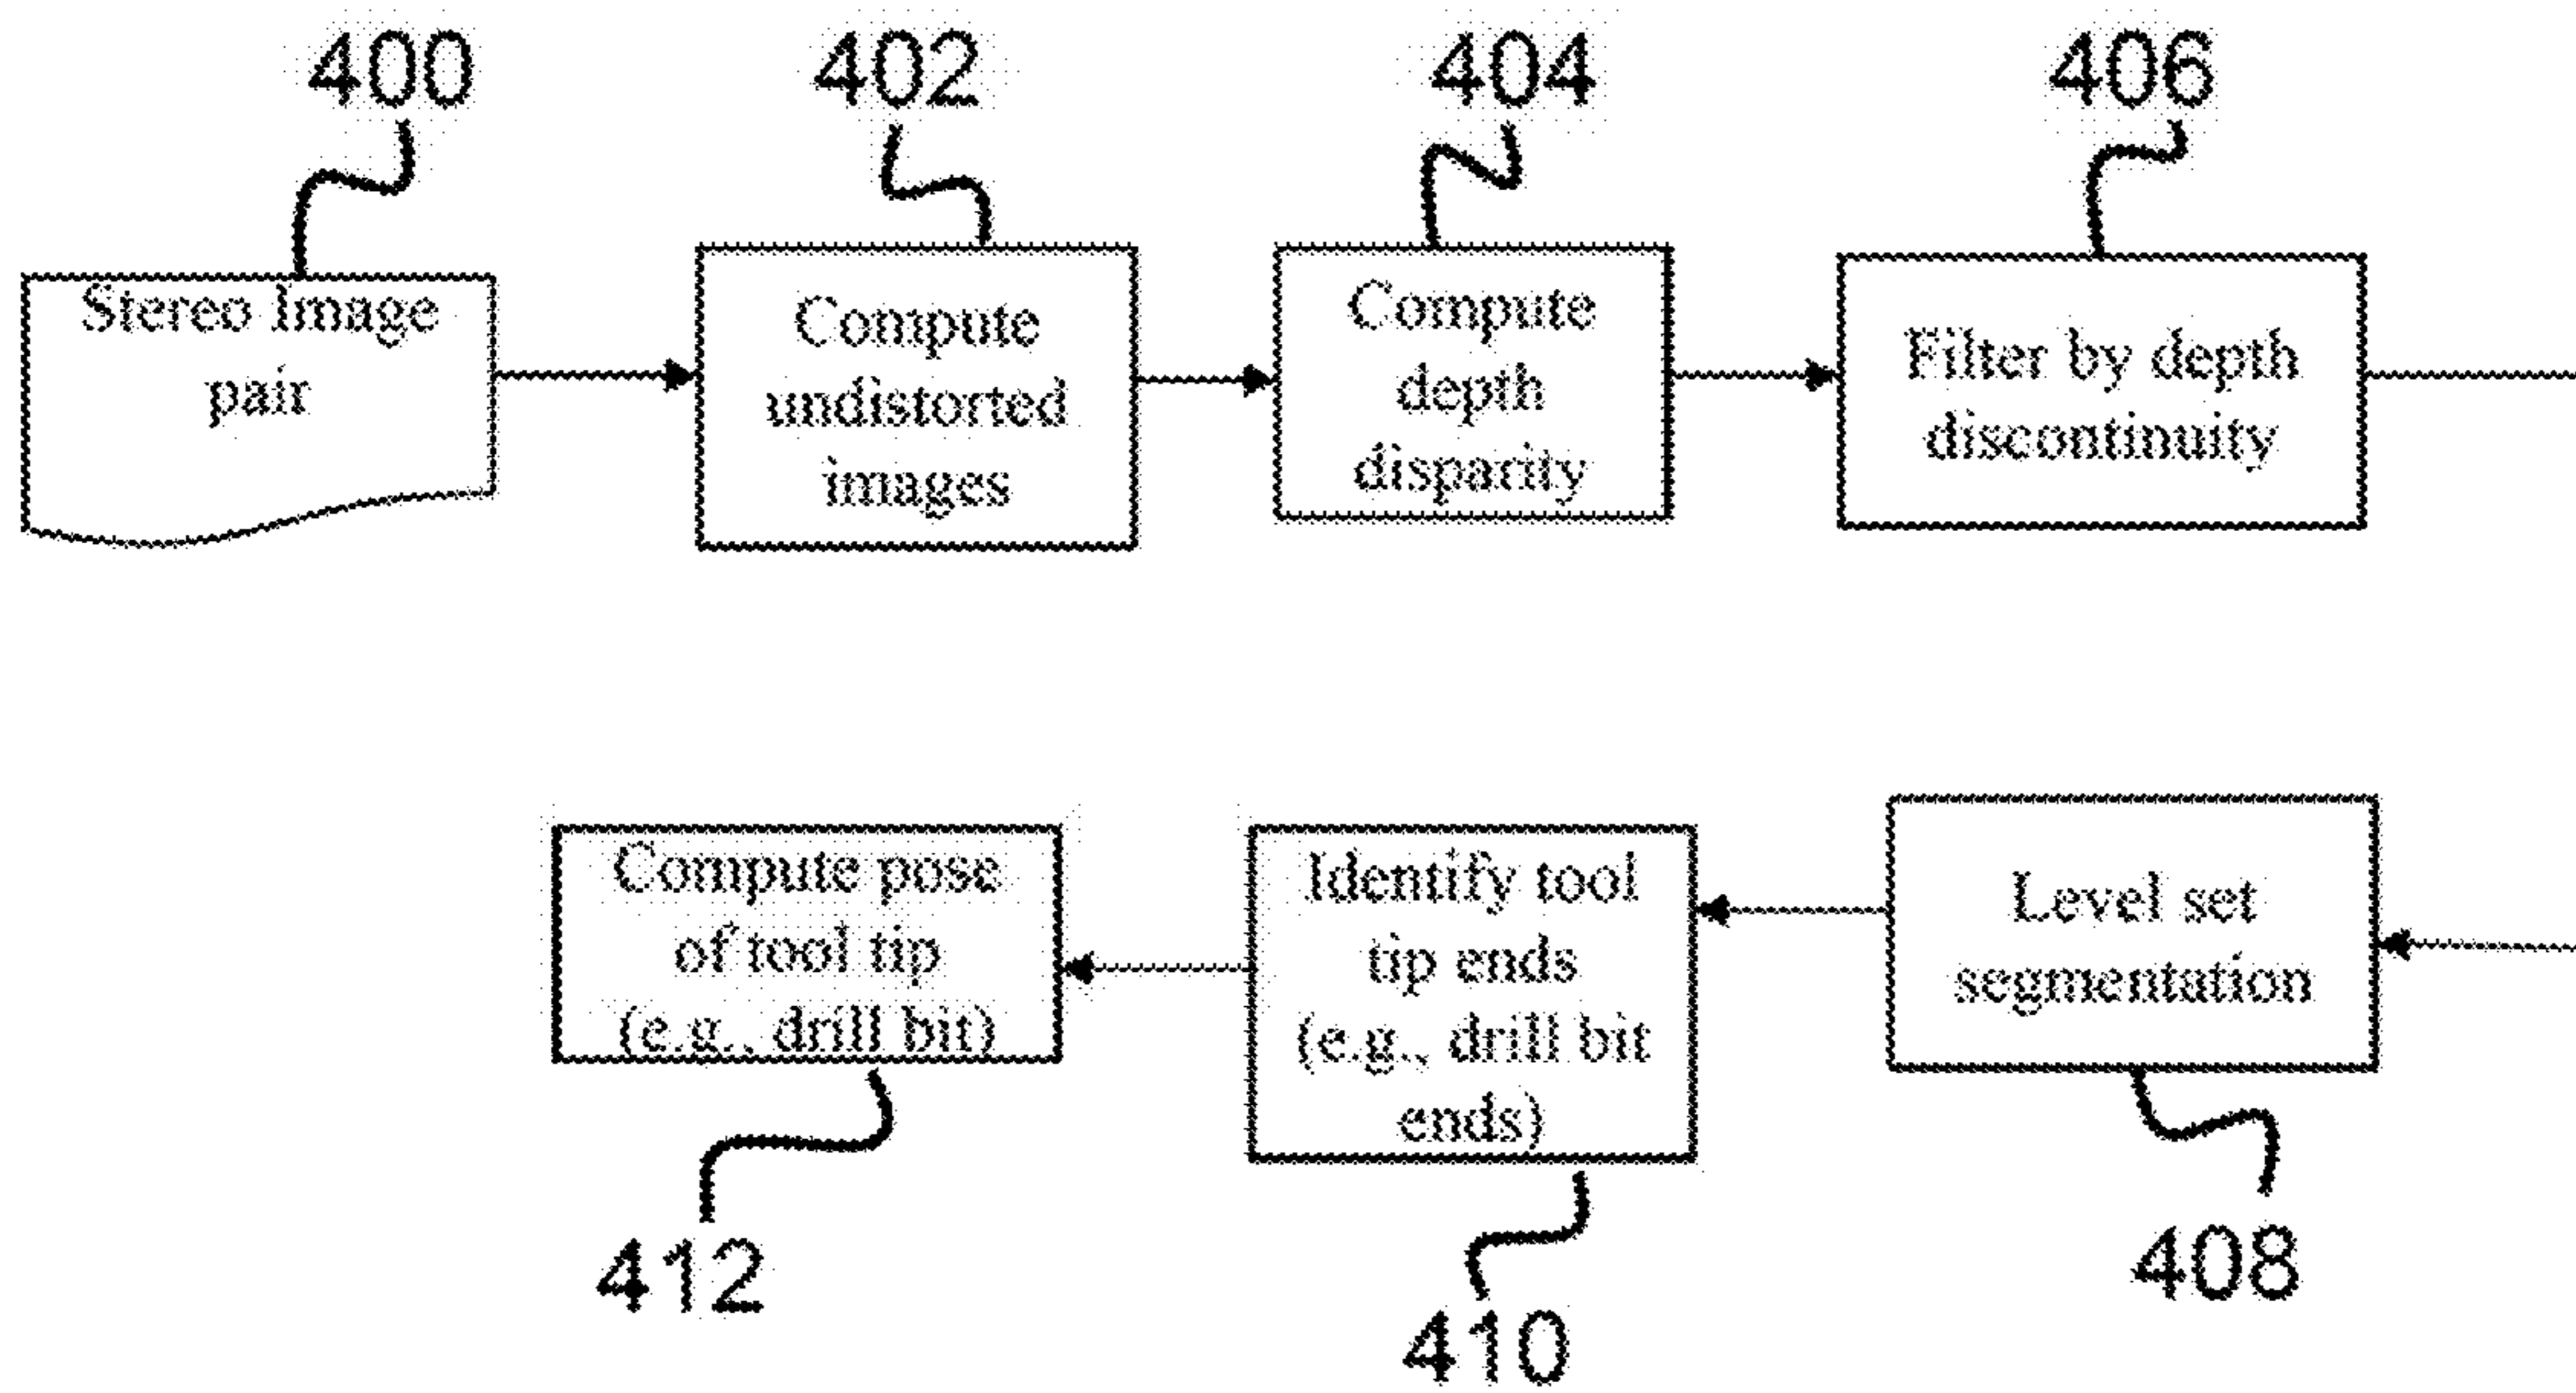 400
402
404
406
Stereo Image
pair
Compute
undistorted
images
Compute
depth
disparity
Filter by depth
discontinuity
Compute pose
of tool tip
(e.g., drill bit)
Identify tool
tip ends
(e.g., drill bit
ends)
Level set
segmentation
412
410
408